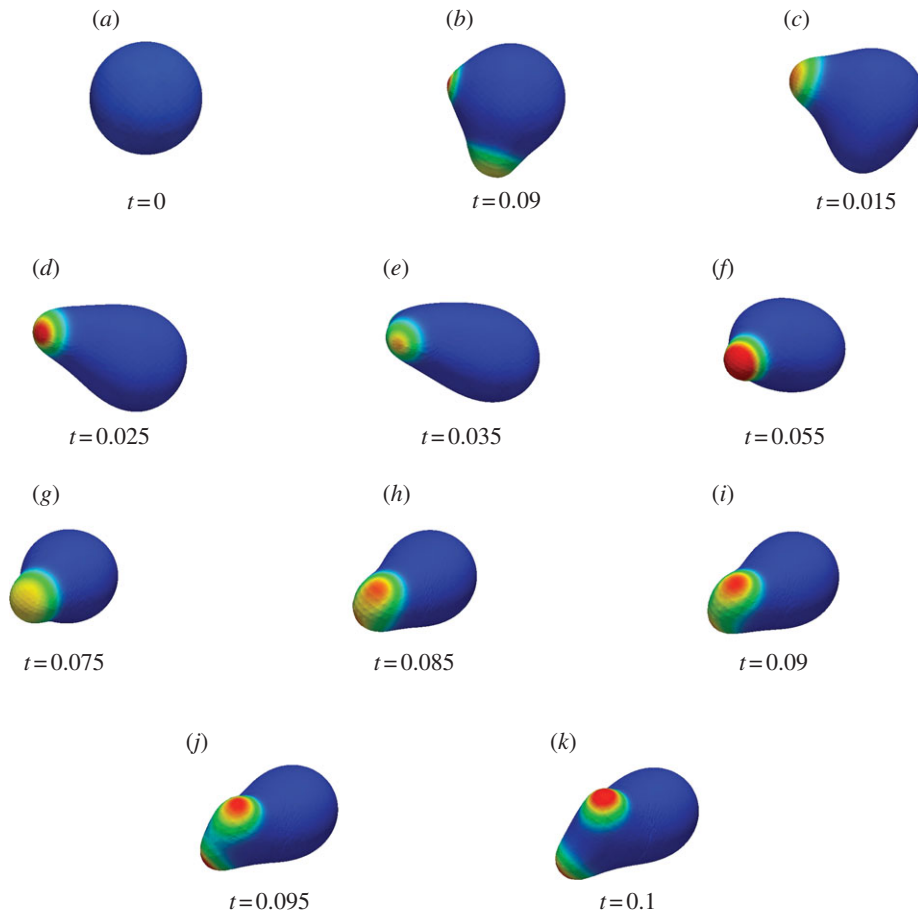 (a) (b) (c)
t=0 t=0.09 t=0.015
(d) (e) (f)
t=0.025 t=0.035 t=0.055
(g) (h) (i)
t=0.075 t=0.085 t=0.09
(j) (k)
t=0.095 t=0.1